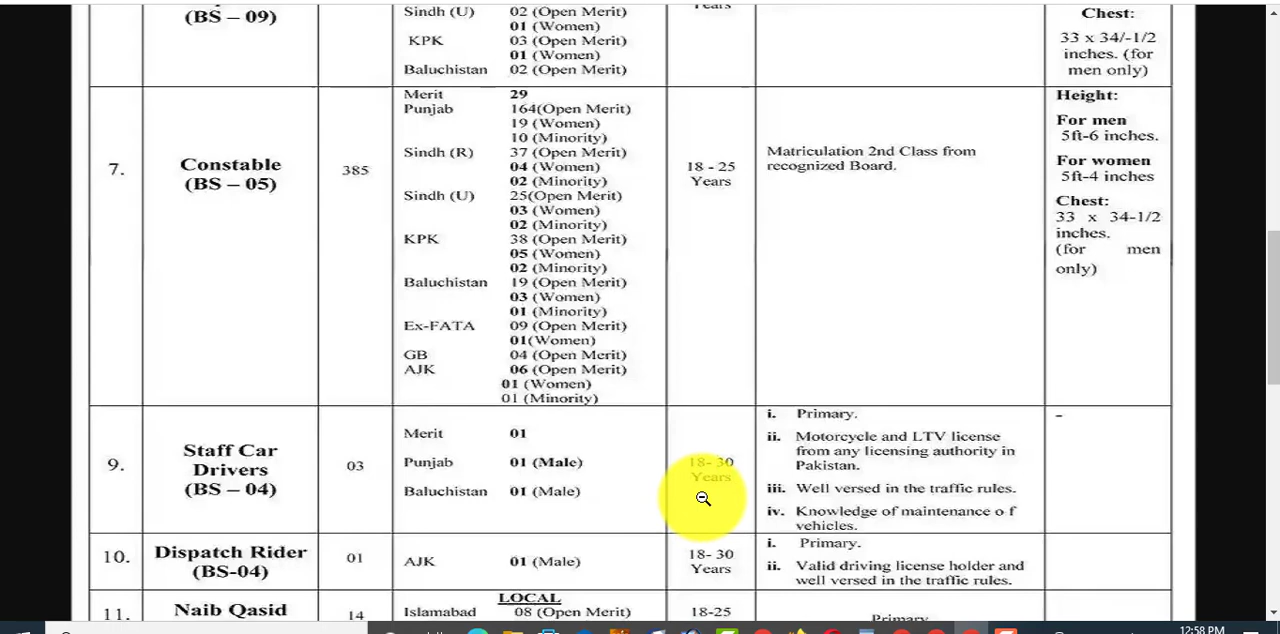 (BS – 09)
Sindh (U) 02 (Open Merit)
01 (Women)
KPK 03 (Open Merit)
01 (Women)
Baluchistan 02 (Open Merit)
Years
Chest:
33 x 34/-1/2
inches. (for
men only)
7.
Constable
(BS – 05)
385
Merit 29
Punjab 164(Open Merit)
19 (Women)
10 (Minority)
Sindh (R) 37 (Open Merit)
04 (Women)
02 (Minority)
Sindh (U) 25(Open Merit)
03 (Women)
02 (Minority)
KPK 38 (Open Merit)
05 (Women)
02 (Minority)
Baluchistan 19 (Open Merit)
03 (Women)
01 (Minority)
Ex-FATA 09 (Open Merit)
01(Women)
GB 04 (Open Merit)
AJK 06 (Open Merit)
01 (Women)
01 (Minority)
18 - 25
Years
Matriculation 2nd Class from
recognized Board.
Height:
For men
5ft-6 inches.
For women
5ft-4 inches
Chest:
33 x 34-1/2
inches.
(for men
only)
9.
Staff Car
Drivers
(BS – 04)
03
Merit 01
Punjab 01 (Male)
Baluchistan 01 (Male)
18- 30
Years
i. Primary.
ii. Motorcycle and LTV license
from any licensing authority in
Pakistan.
iii. Well versed in the traffic rules.
iv. Knowledge of maintenance of
vehicles.
-
10.
Dispatch Rider
(BS-04)
01
AJK 01 (Male)
18- 30
Years
i. Primary.
ii. Valid driving license holder and
well versed in the traffic rules.
11.
Naib Qasid
14
LOCAL
Islamabad 08 (Open Merit)
18-25
Primary
12:58 PM